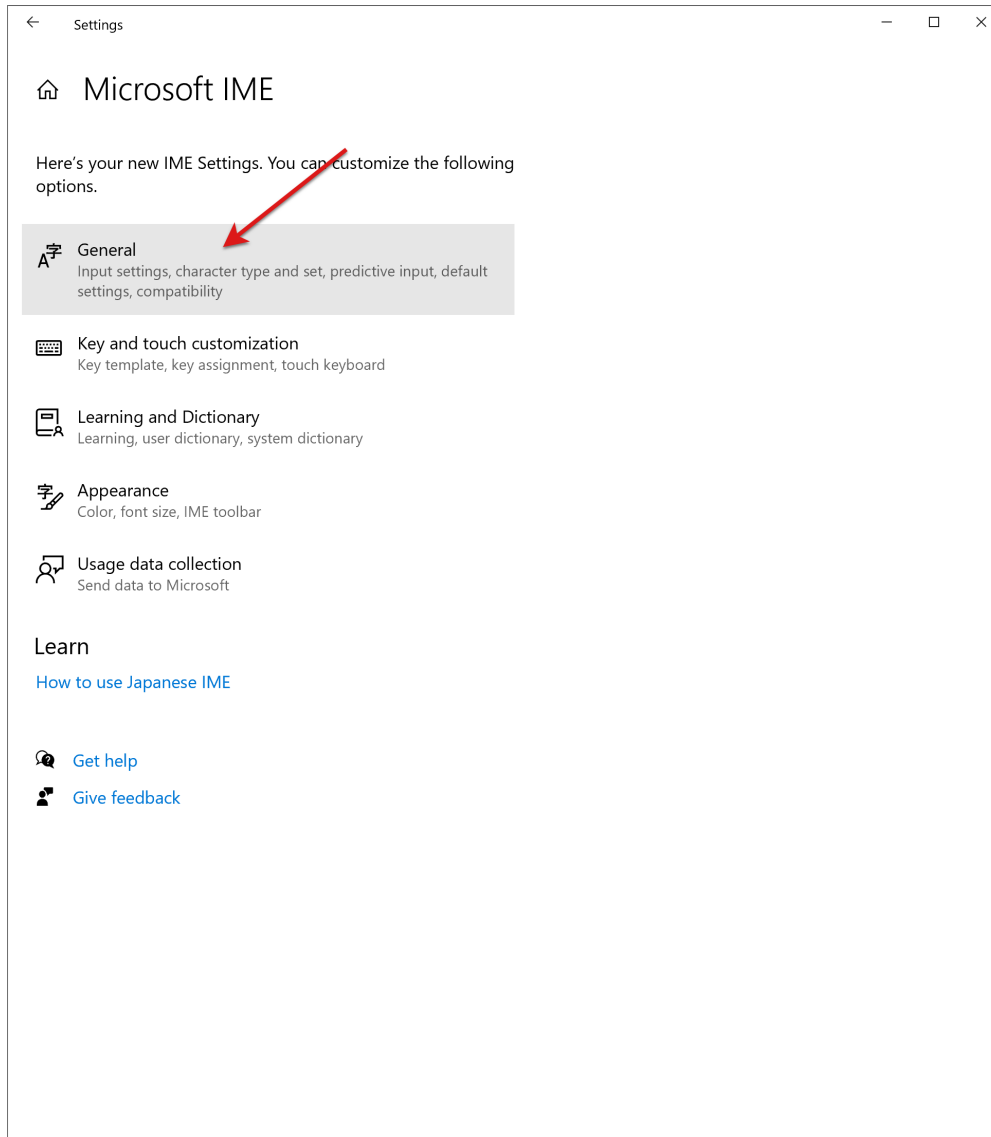 Settings
Microsoft IME
Here's your new IME Settings. You can customize the following
options.
General
Input settings, character type and set, predictive input, default
settings, compatibility
Key and touch customization
Key template, key assignment, touch keyboard
Learning and Dictionary
Learning, user dictionary, system dictionary
Appearance
Color, font size, IME toolbar
Usage data collection
Send data to Microsoft
Learn
How to use Japanese IME
Get help
Give feedback